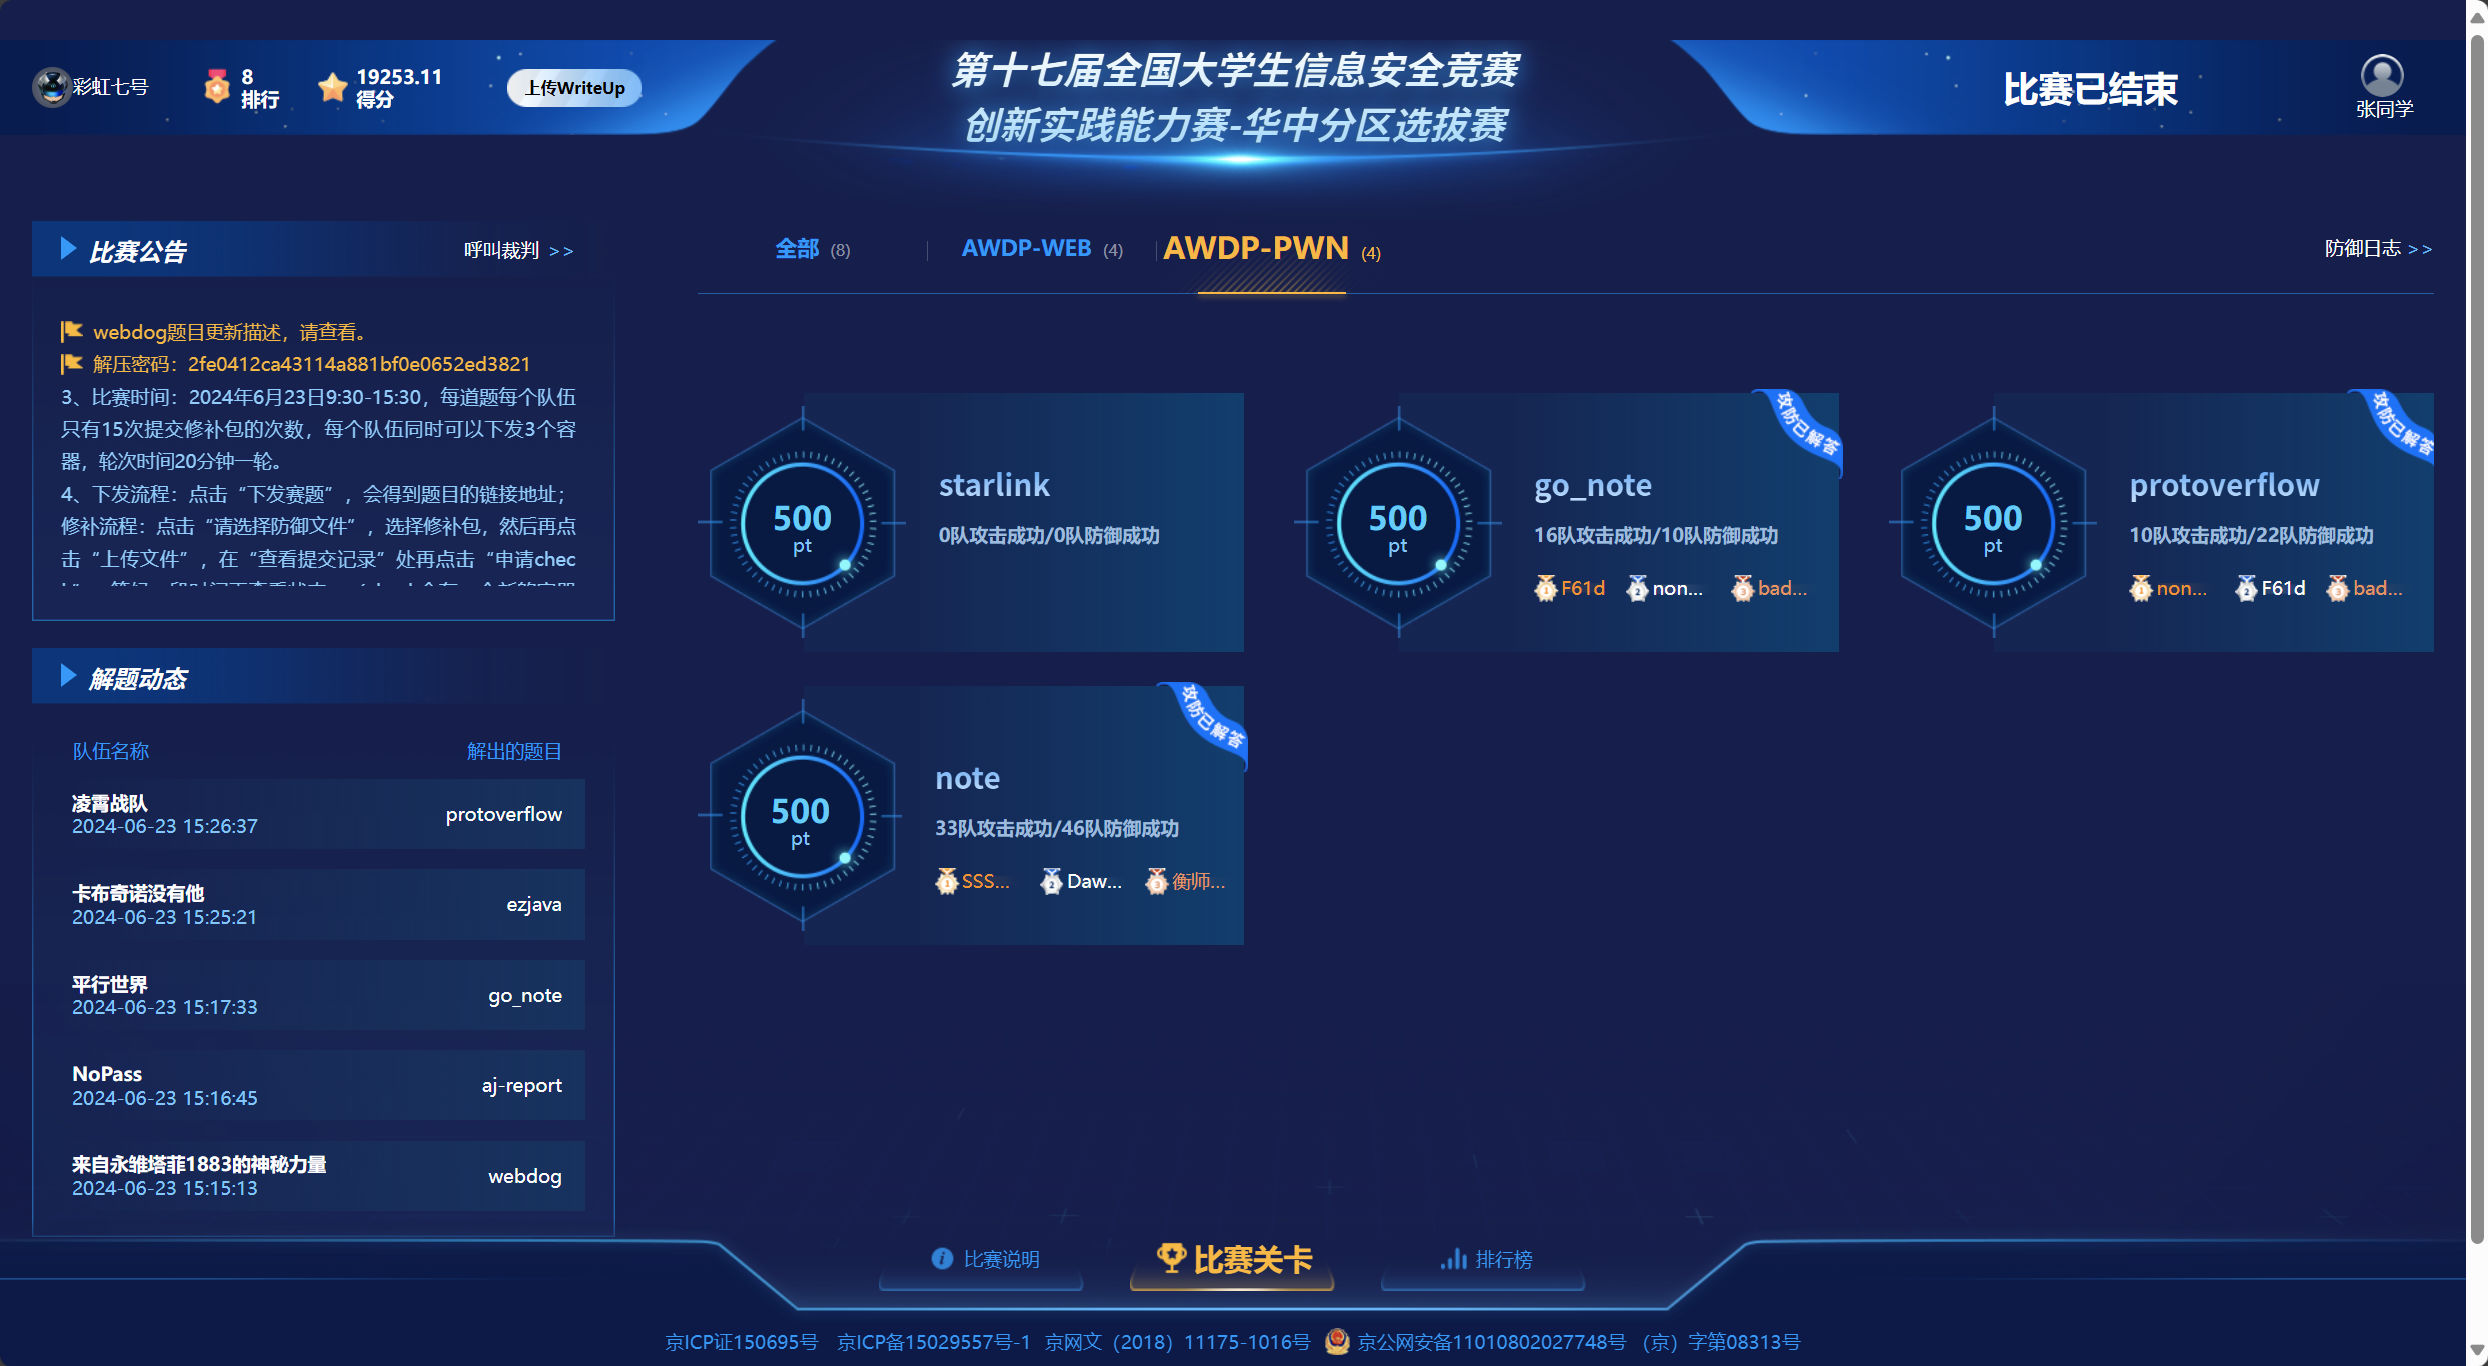 彩虹七号
8
排行
19253.11
得分
上传WriteUp
第十七届全国大学生信息安全竞赛
创新实践能力赛-华中分区选拔赛
比赛已结束
张同学
比赛公告
呼叫裁判 >>
webdog题目更新描述，请查看。
解压密码：2fe0412ca43114a881bf0e0652ed3821
3、比赛时间：2024年6月23日9:30-15:30，每道题每个队伍
只有15次提交修补包的次数，每个队伍同时可以下发3个容
器，轮次时间20分钟一轮。
4、下发流程：点击“下发赛题”，会得到题目的链接地址；
修补流程：点击“请选择防御文件”，选择修补包，然后再点
击“上传文件”，在“查看提交记录”处再点击“申请chec
解题动态
队伍名称 解出的题目
凌霄战队
2024-06-23 15:26:37
protoverflow
卡布奇诺没有他
2024-06-23 15:25:21
ezjava
平行世界
2024-06-23 15:17:33
go_note
NoPass
2024-06-23 15:16:45
aj-report
来自永雏塔菲1883的神秘力量
2024-06-23 15:15:13
webdog
全部 (8)
AWDP-WEB (4)
AWDP-PWN (4)
防御日志 >>
500
pt
starlink
0队攻击成功/0队防御成功
500
pt
go_note
16队攻击成功/10队防御成功
1 F61d 2 non... 3 bad...
攻防已解答
500
pt
protoverflow
10队攻击成功/22队防御成功
1 non... 2 F61d 3 bad...
攻防已解答
500
pt
note
33队攻击成功/46队防御成功
1 SSS... 2 Daw... 3 衡师...
攻防已解答
比赛说明
比赛关卡
排行榜
京ICP证150695号 京ICP备15029557号-1 京网文（2018）11175-1016号 京公网安备11010802027748号 （京）字第08313号